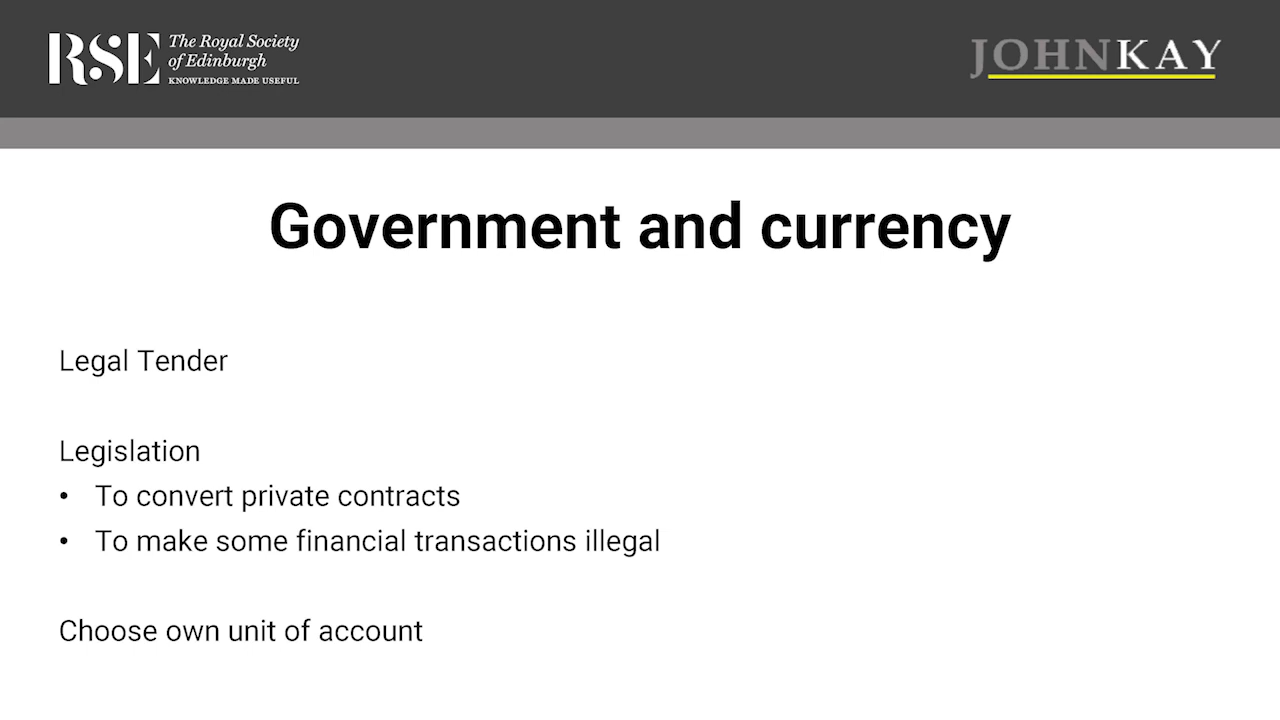 RSE
The Royal Society
of Edinburgh
KNOWLEDGE MADE USEFUL
JOHNKAY
Government and currency
Legal Tender
Legislation
• To convert private contracts
• To make some financial transactions illegal
Choose own unit of account